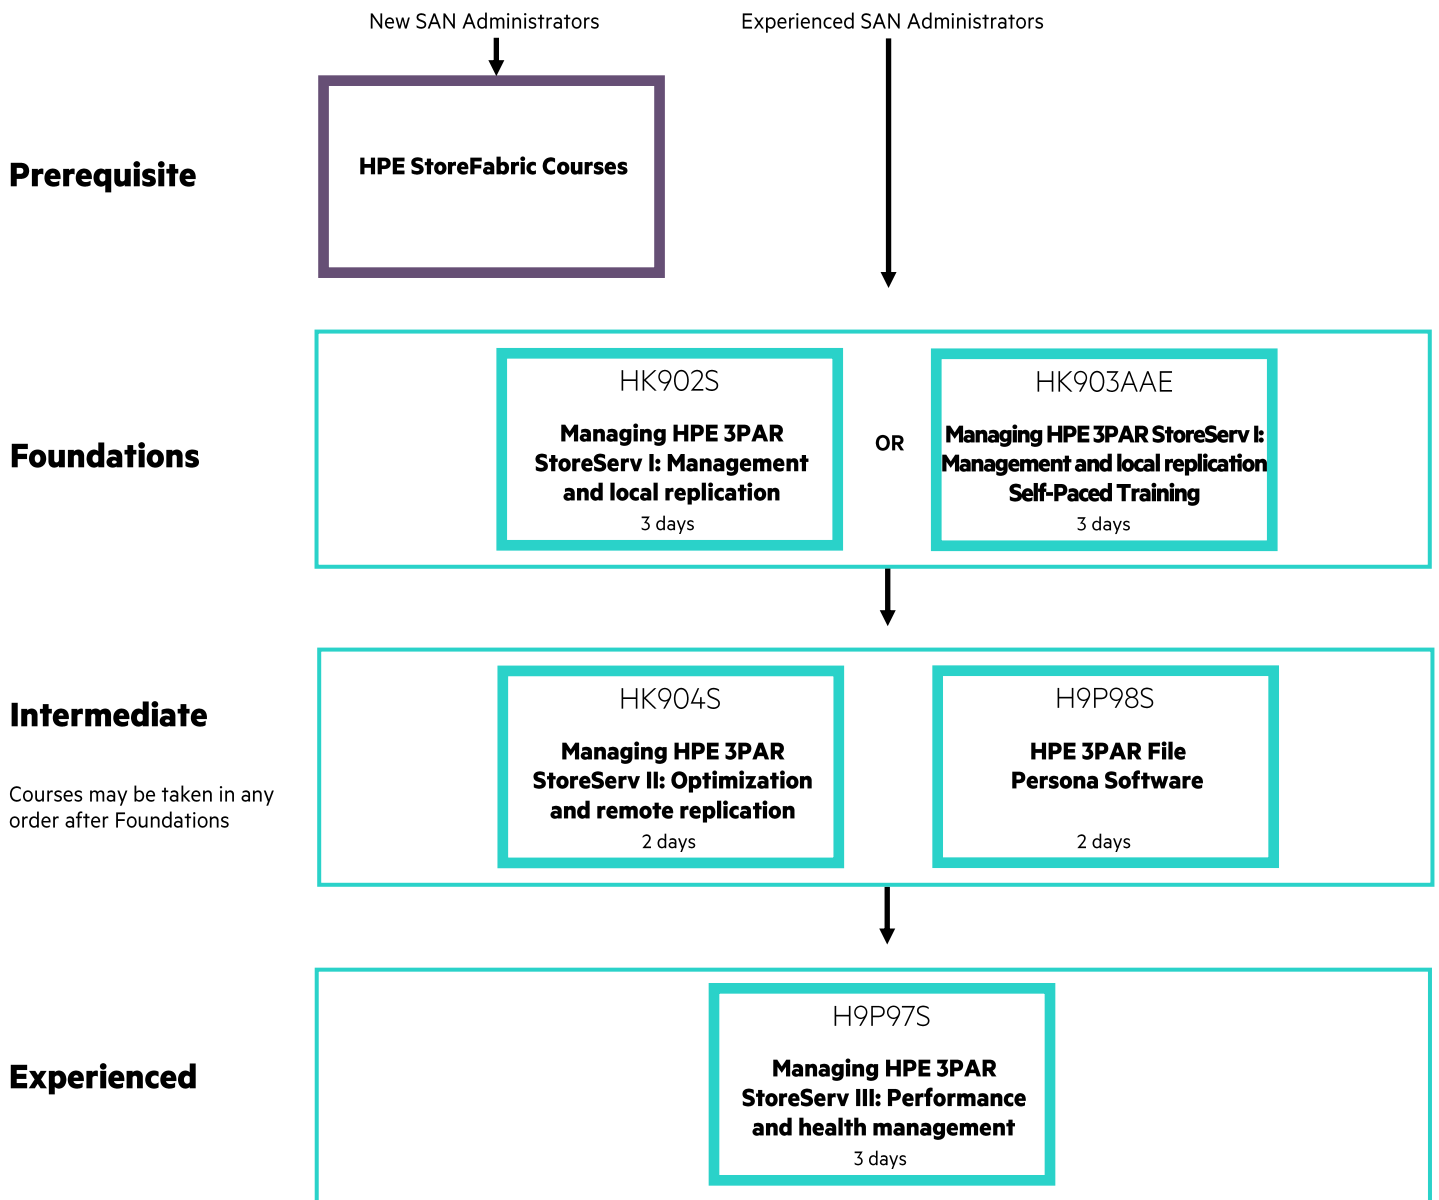 New SAN Administrators
Experienced SAN Administrators
Prerequisite
HPE StoreFabric Courses
Foundations
HK902S
Managing HPE 3PAR
StoreServ I: Management
and local replication
3 days
OR
HK903AAE
Managing HPE 3PAR StoreServ I:
Management and local replication
Self-Paced Training
3 days
Intermediate
Courses may be taken in any
order after Foundations
HK904S
Managing HPE 3PAR
StoreServ II: Optimization
and remote replication
2 days
H9P98S
HPE 3PAR File
Persona Software
2 days
Experienced
H9P97S
Managing HPE 3PAR
StoreServ III: Performance
and health management
3 days